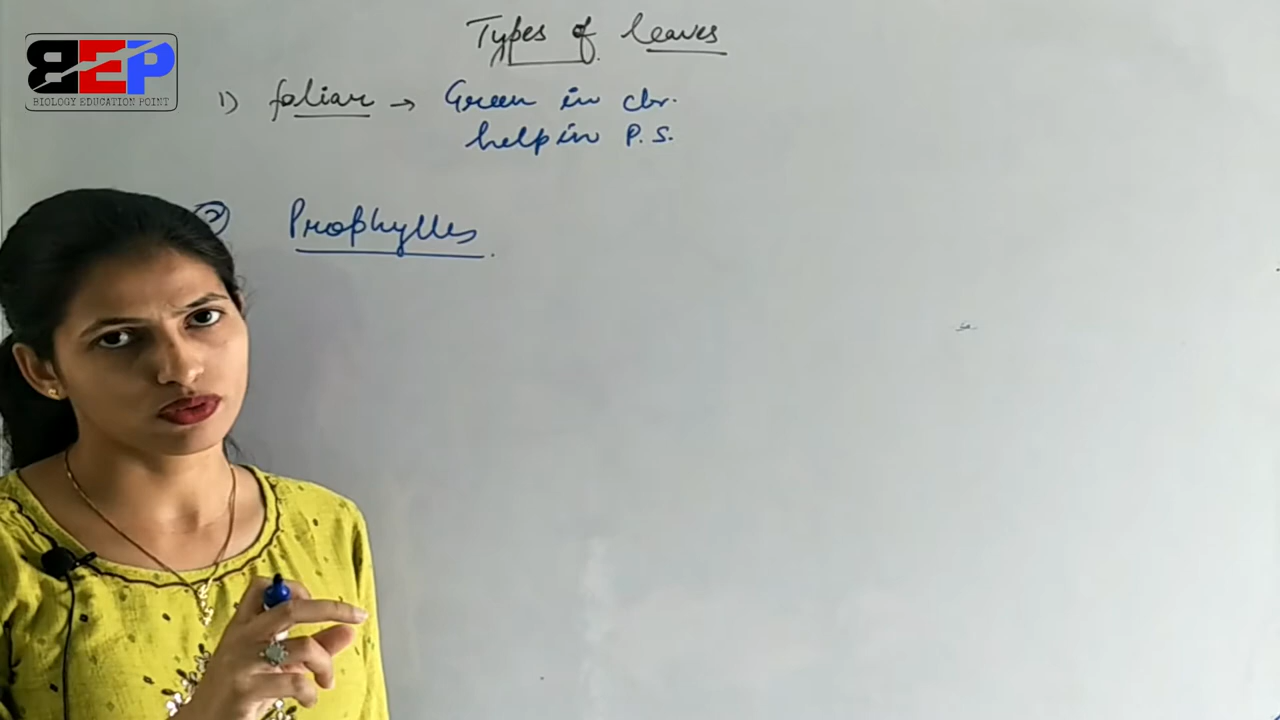 BEP
BIOLOGY EDUCATION POINT
Types of leaves
1) foliar → Green in clr.
help in P.S.
② Prophylls